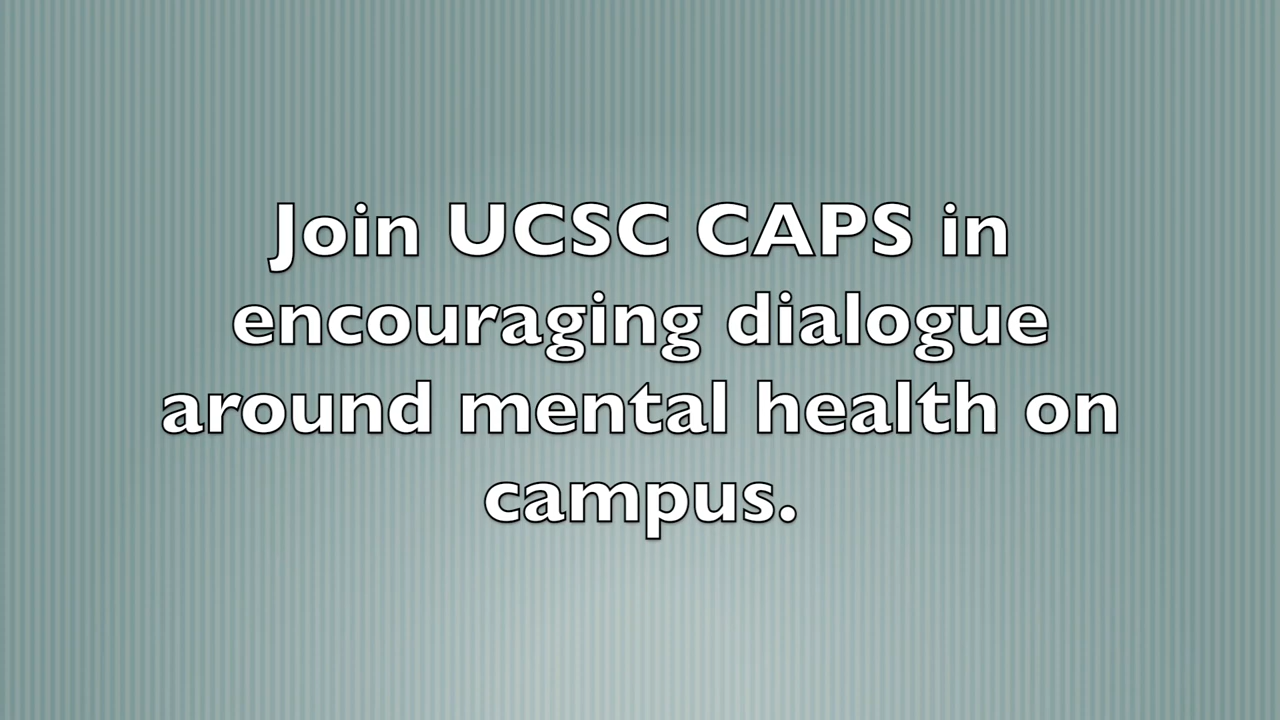 Join UCSC CAPS in
encouraging dialogue
around mental health on
campus.